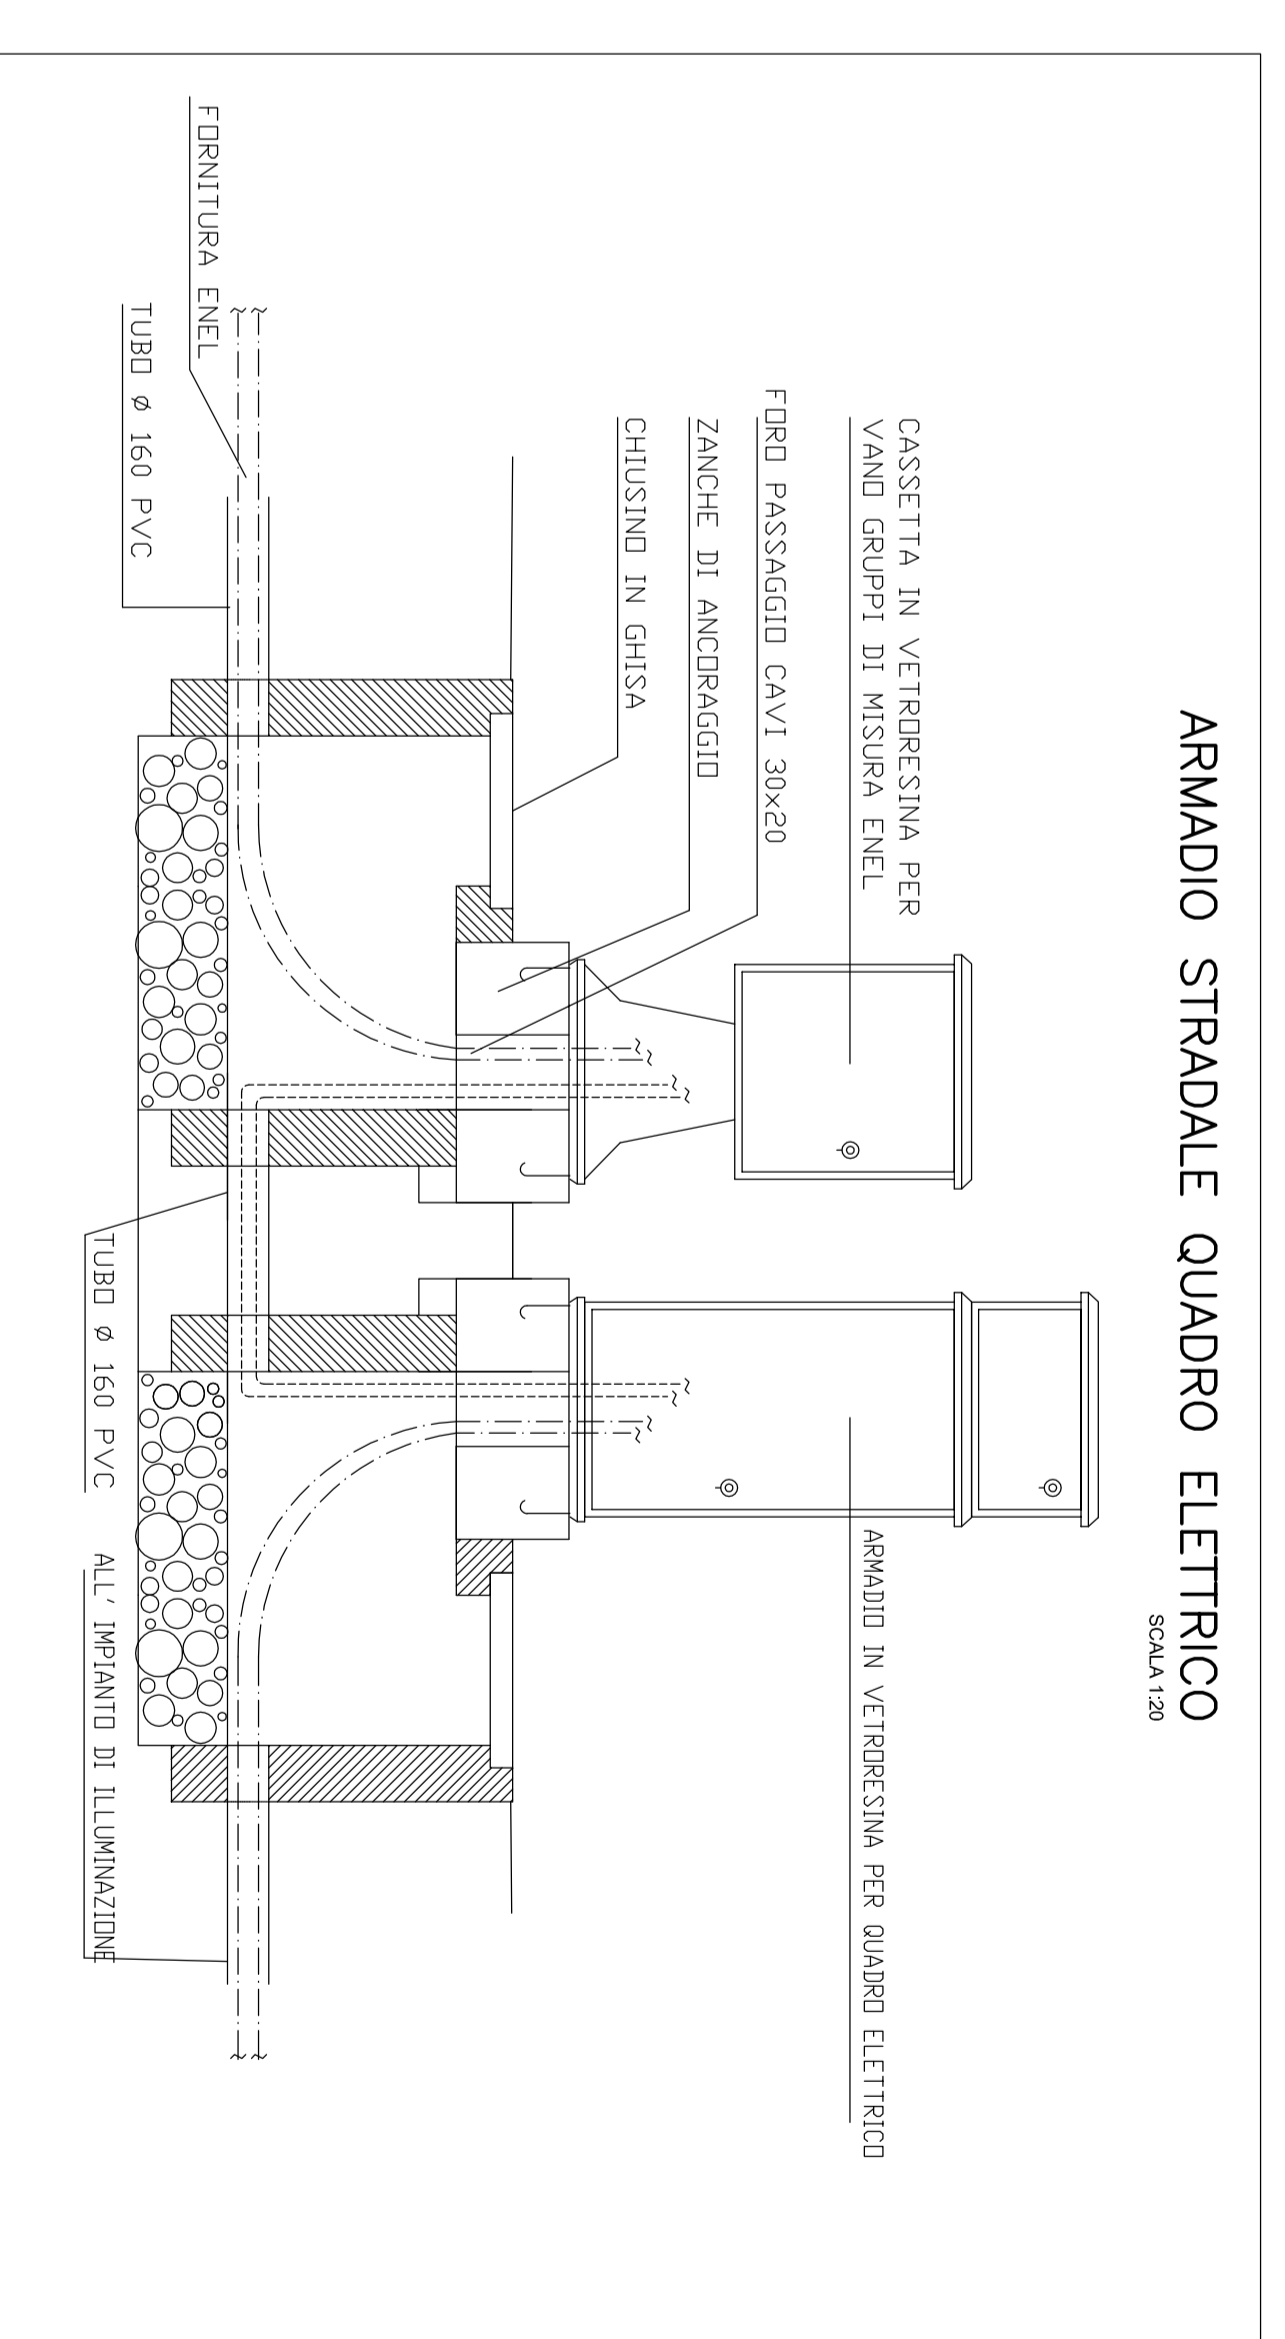 ARMADIO STRADALE QUADRO ELETTRICO
SCALA 1:20
CASSETTA IN VETRORESINA PER
VANO GRUPPI DI MISURA ENEL
FORO PASSAGGIO CAVI 30x20
ZANCHE DI ANCORAGGIO
CHIUSINO IN GHISA
ARMADIO IN VETRORESINA PER QUADRO ELETTRICO
FORNITURA ENEL
TUBO Ø 160 PVC
TUBO Ø 160 PVC
ALL' IMPIANTO DI ILLUMINAZIONE